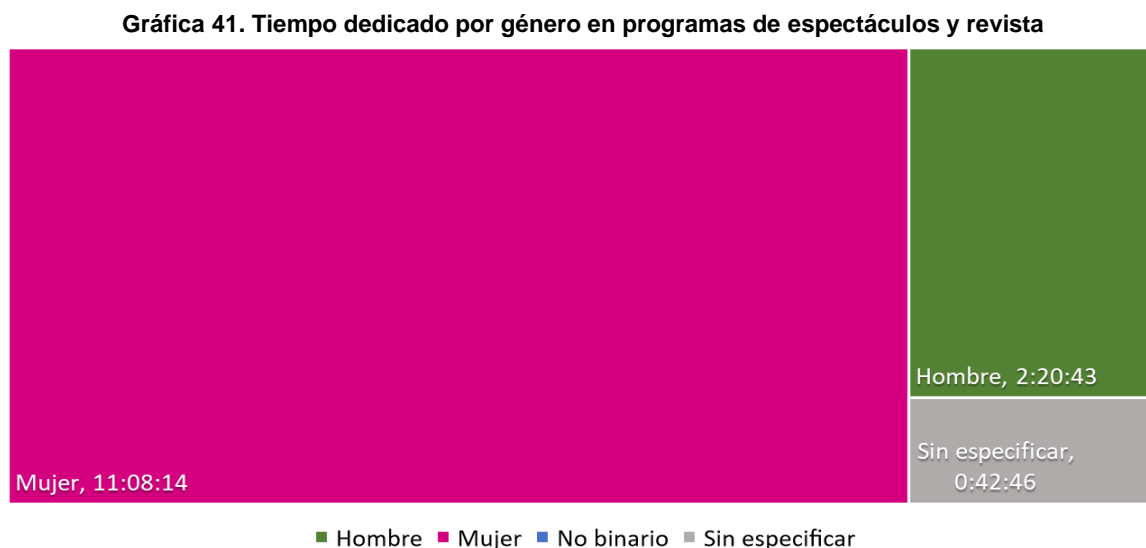 Gráfica 41. Tiempo dedicado por género en programas de espectáculos y revista
Mujer, 11:08:14
Hombre, 2:20:43
Sin especificar,
0:42:46
Hombre Mujer No binario Sin especificar